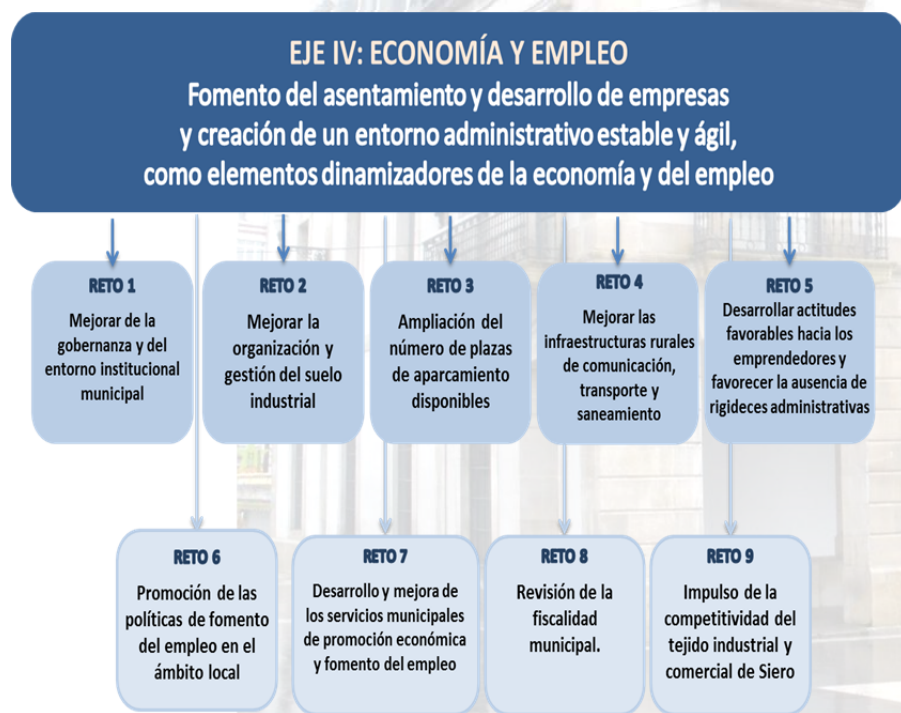 EJE IV: ECONOMÍA Y EMPLEO
Fomento del asentamiento y desarrollo de empresas
y creación de un entorno administrativo estable y ágil,
como elementos dinamizadores de la economía y del empleo
RETO 1
Mejorar de la
gobernanza y del
entorno institucional
municipal
RETO 2
Mejorar la
organización y
gestión del suelo
industrial
RETO 3
Ampliación del
número de plazas
de aparcamiento
disponibles
RETO 4
Mejorar las
infraestructuras rurales
de comunicación,
transporte y
saneamiento
RETO 5
Desarrollar actitudes
favorables hacia los
emprendedores y
favorecer la ausencia de
rigideces administrativas
RETO 6
Promoción de las
políticas de fomento
del empleo en el
ámbito local
RETO 7
Desarrollo y mejora de
los servicios municipales
de promoción económica
y fomento del empleo
RETO 8
Revisión de la
fiscalidad
municipal.
RETO 9
Impulso de la
competitividad del
tejido industrial y
comercial de Siero